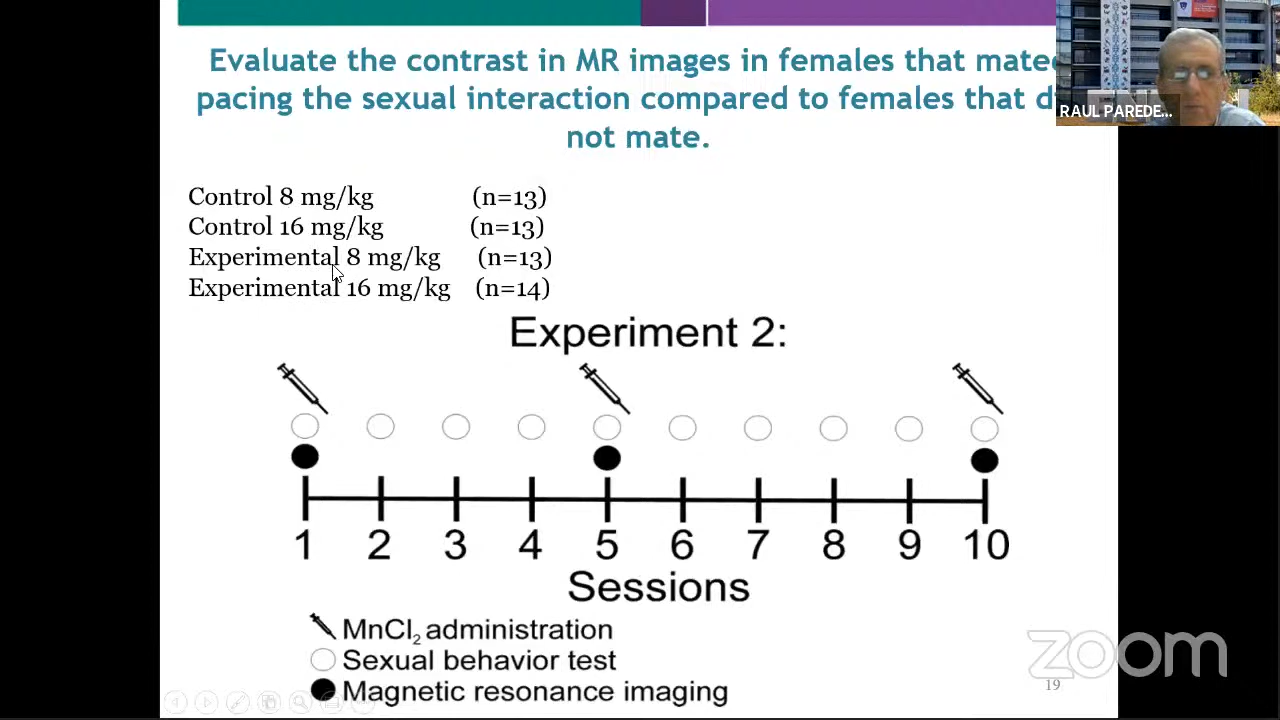 Evaluate the contrast in MR images in females that mated
pacing the sexual interaction compared to females that d
not mate.
RAUL PAREDE...
Control 8 mg/kg (n=13)
Control 16 mg/kg (n=13)
Experimental 8 mg/kg (n=13)
Experimental 16 mg/kg (n=14)
Experiment 2:
1 2 3 4 5 6 7 8 9 10
Sessions
MnCl₂ administration
Sexual behavior test
Magnetic resonance imaging
zoom
19